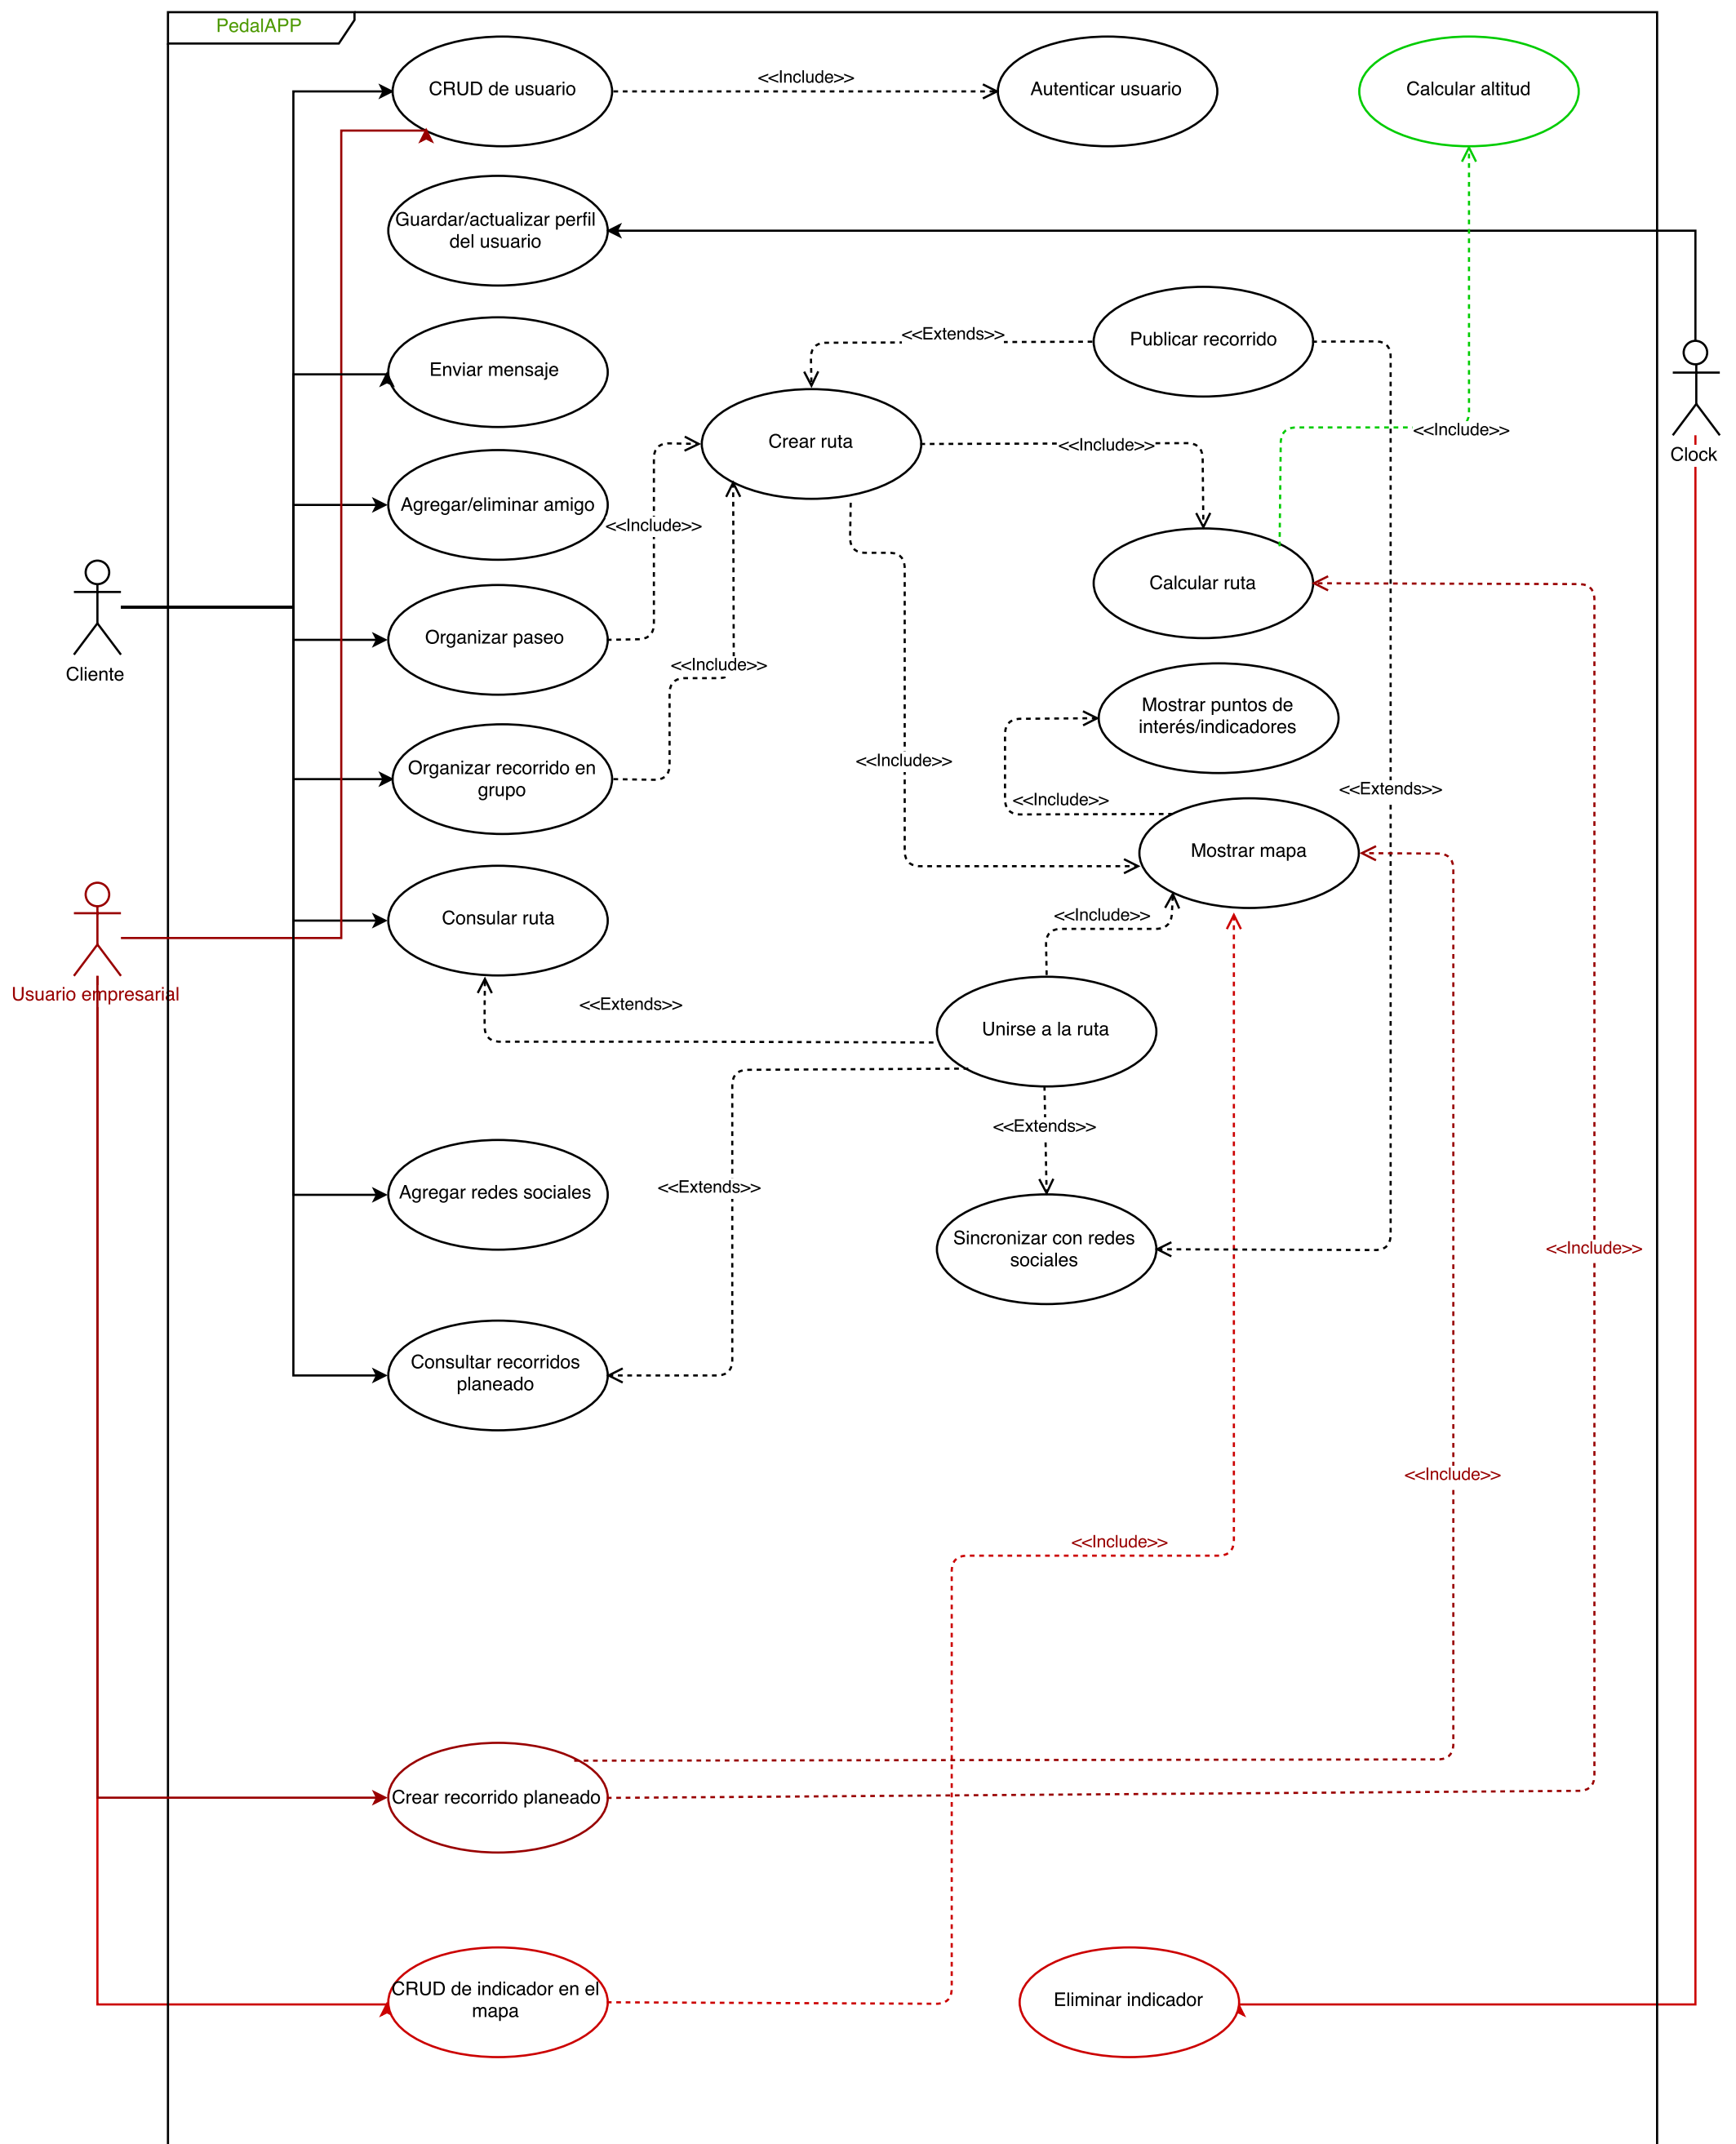 PedalAPP
CRUD de usuario
<<Include>>
Autenticar usuario
Calcular altitud
Guardar/actualizar perfil
del usuario
Enviar mensaje
<<Extends>>
Publicar recorrido
Crear ruta
<<Include>>
<<Include>>
Clock
Agregar/eliminar amigo
<<Include>>
Calcular ruta
Cliente
Organizar paseo
<<Include>>
Mostrar puntos de
interés/indicadores
Organizar recorrido en
grupo
<<Include>>
<<Include>>
<<Extends>>
Mostrar mapa
Consular ruta
<<Include>>
Usuario empresarial
<<Extends>>
Unirse a la ruta
<<Extends>>
Agregar redes sociales
<<Extends>>
Sincronizar con redes
sociales
<<Include>>
Consultar recorridos
planeado
<<Include>>
<<Include>>
Crear recorrido planeado
CRUD de indicador en el
mapa
Eliminar indicador